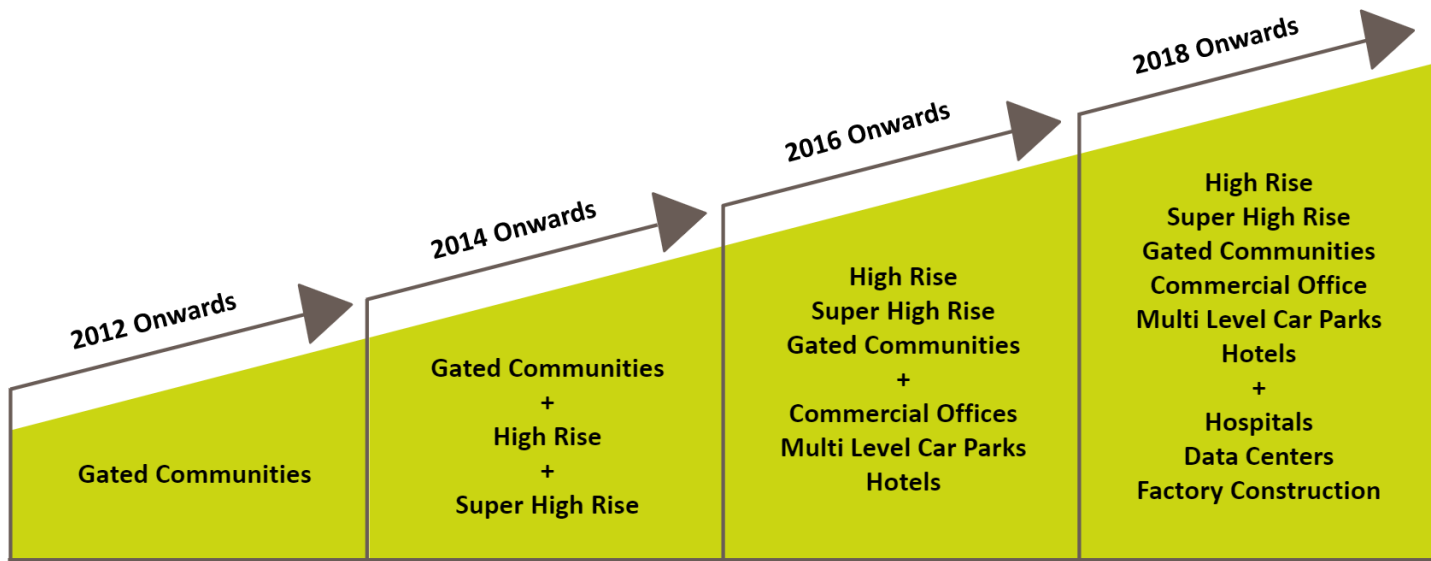 2012 Onwards
Gated Communities
2014 Onwards
Gated Communities
+
High Rise
+
Super High Rise
2016 Onwards
High Rise
Super High Rise
Gated Communities
+
Commercial Offices
Multi Level Car Parks
Hotels
2018 Onwards
High Rise
Super High Rise
Gated Communities
Commercial Office
Multi Level Car Parks
Hotels
+
Hospitals
Data Centers
Factory Construction